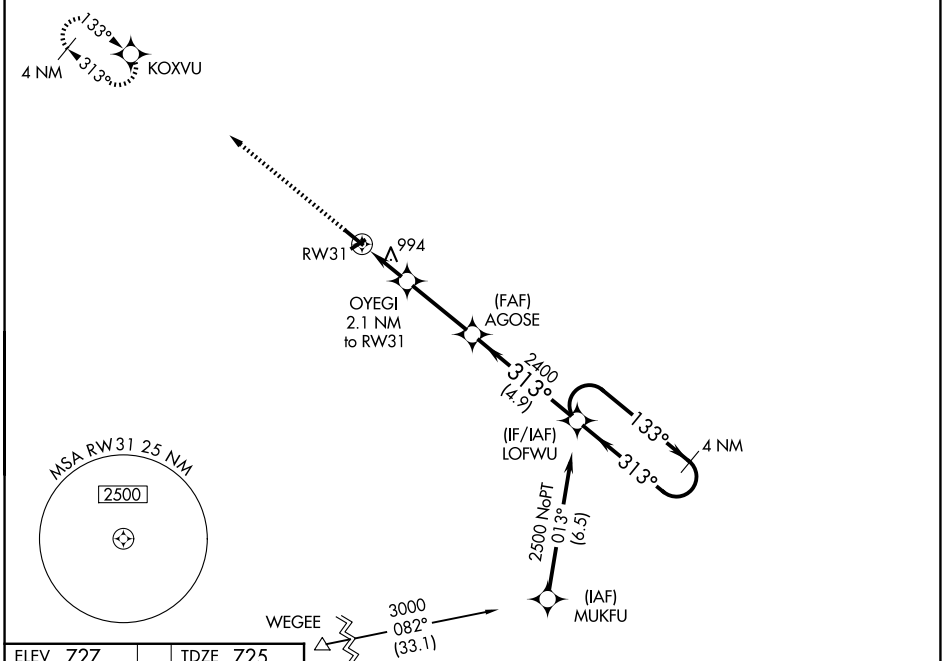 133°
313°
4 NM
KOXVU
RW31
994
OYEGI
2.1 NM
to RW31
(FAF)
AGOSE
2400
313°
(4.9)
(IF/IAF)
LOFWU
133°
313°
4 NM
MSA RW31 25 NM
2500
2500 NoPT
013°
(6.5)
(IAF)
MUKFU
WEGEE
3000
082°
(33.1)
ELEV 727
TDZE 725